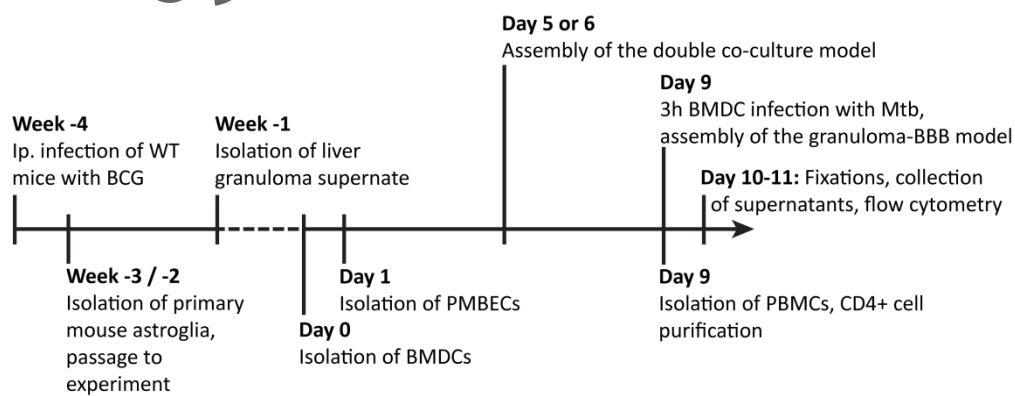 Day 5 or 6
Assembly of the double co-culture model
Day 9
3h BMDC infection with Mtb,
assembly of the granuloma-BBB model
Week -4
Ip. infection of WT
mice with BCG
Week -1
Isolation of liver
granuloma supernate
Day 10-11: Fixations, collection
of supernatants, flow cytometry
Week -3 / -2
Isolation of primary
mouse astroglia,
passage to
experiment
Day 1
Isolation of PMBECs
Day 0
Isolation of BMDCs
Day 9
Isolation of PBMCs, CD4+ cell
purification